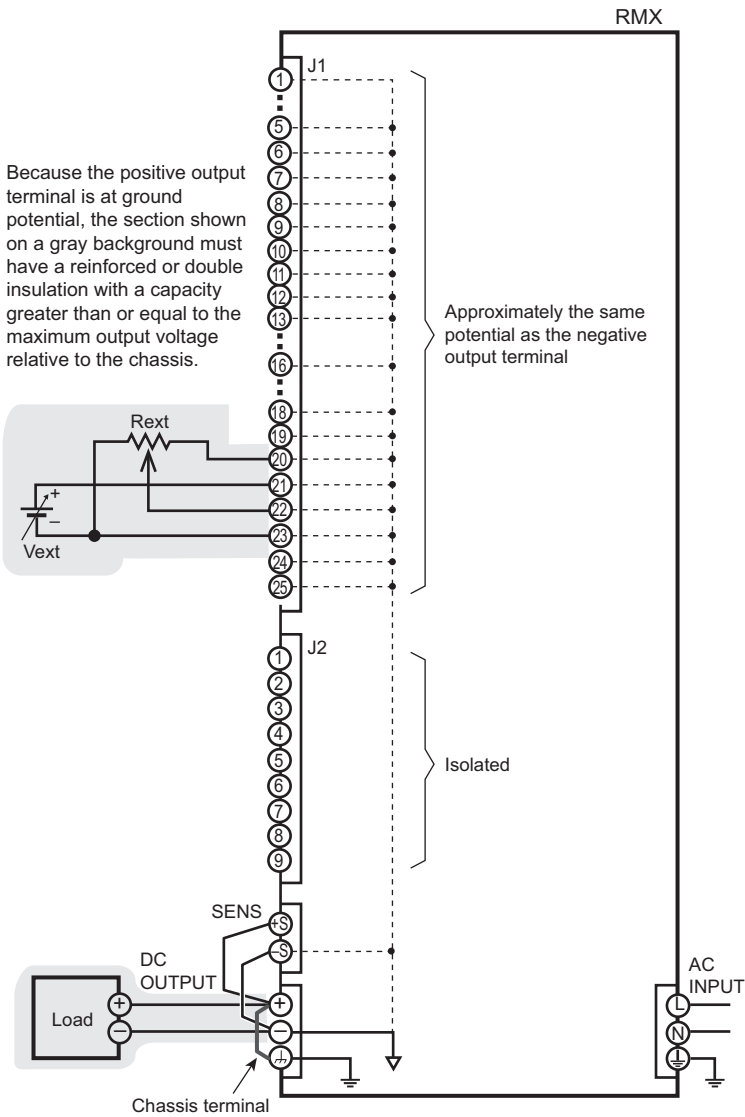 RMX
J1
1
5
6
7
8
9
10
11
12
13
16
18
19
20
21
22
23
24
25
Because the positive output
terminal is at ground
potential, the section shown
on a gray background must
have a reinforced or double
insulation with a capacity
greater than or equal to the
maximum output voltage
relative to the chassis.
Approximately the same
potential as the negative
output terminal
Rext
+
–
Vext
J2
1
2
3
4
5
6
7
8
9
Isolated
SENS
+S
–S
DC
OUTPUT
Load
+
–
+
–
Chassis terminal
AC
INPUT
L
N